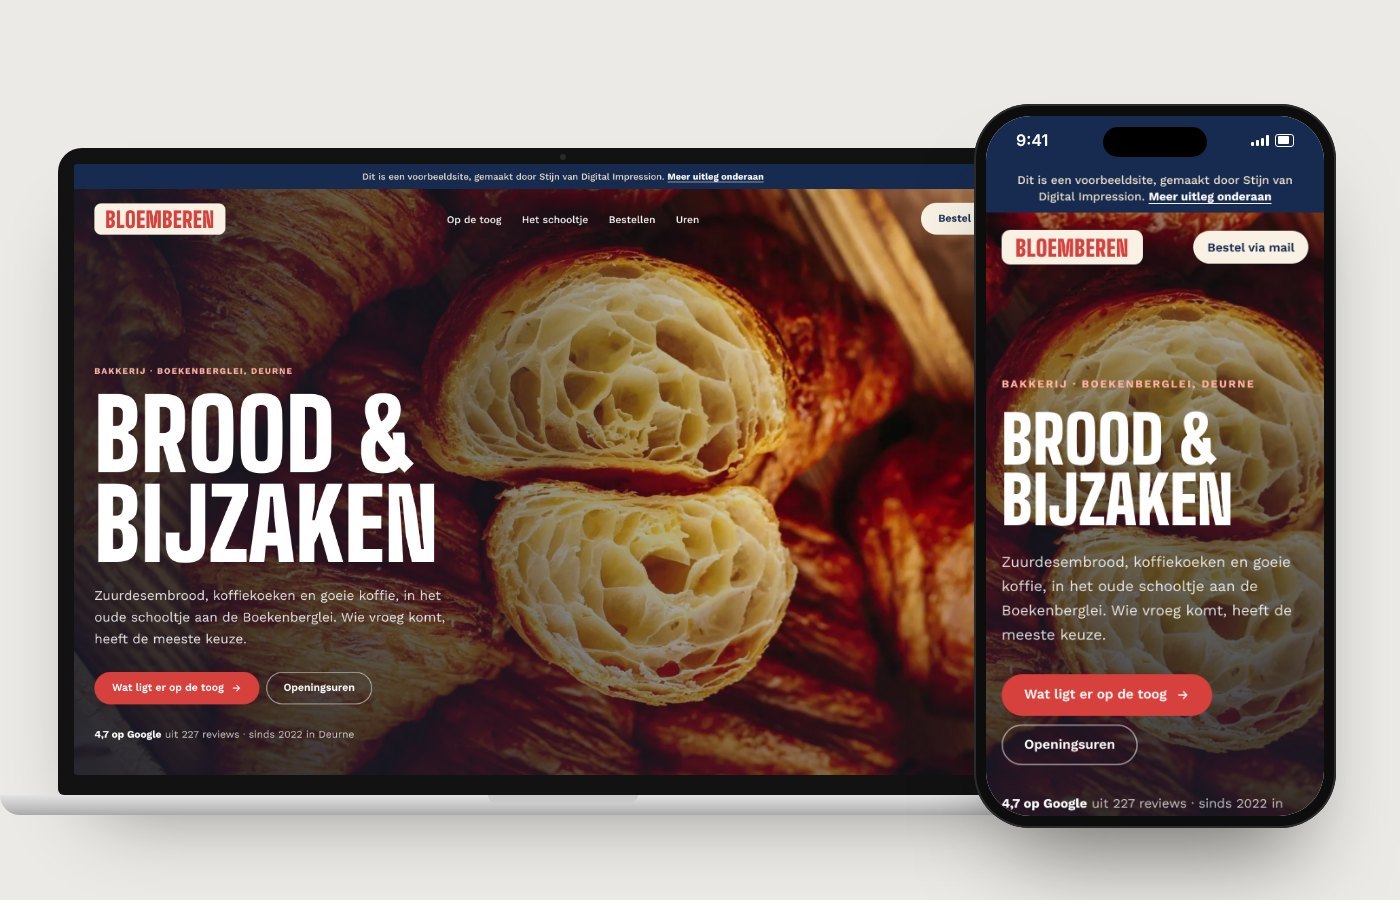 Dit is een voorbeeldsite, gemaakt door Stijn van Digital Impression. Meer uitleg onderaan
BLOEMBEREN
Op de toog Het schooltje Bestellen Uren
Bestel
BAKKERIJ · BOEKENBERGLEI, DEURNE
BROOD &
BIJZAKEN
Zuurdesembrood, koffiekoeken en goeie koffie, in het
oude schooltje aan de Boekenberglei. Wie vroeg komt,
heeft de meeste keuze.
Wat ligt er op de toog →
Openingsuren
4,7 op Google uit 227 reviews · sinds 2022 in Deurne
9:41
Dit is een voorbeeldsite, gemaakt door Stijn van
Digital Impression. Meer uitleg onderaan
BLOEMBEREN
Bestel via mail
BAKKERIJ · BOEKENBERGLEI, DEURNE
BROOD &
BIJZAKEN
Zuurdesembrood, koffiekoeken en goeie
koffie, in het oude schooltje aan de
Boekenberglei. Wie vroeg komt, heeft de
meeste keuze.
Wat ligt er op de toog →
Openingsuren
4,7 op Google uit 227 reviews · sinds 2022 in